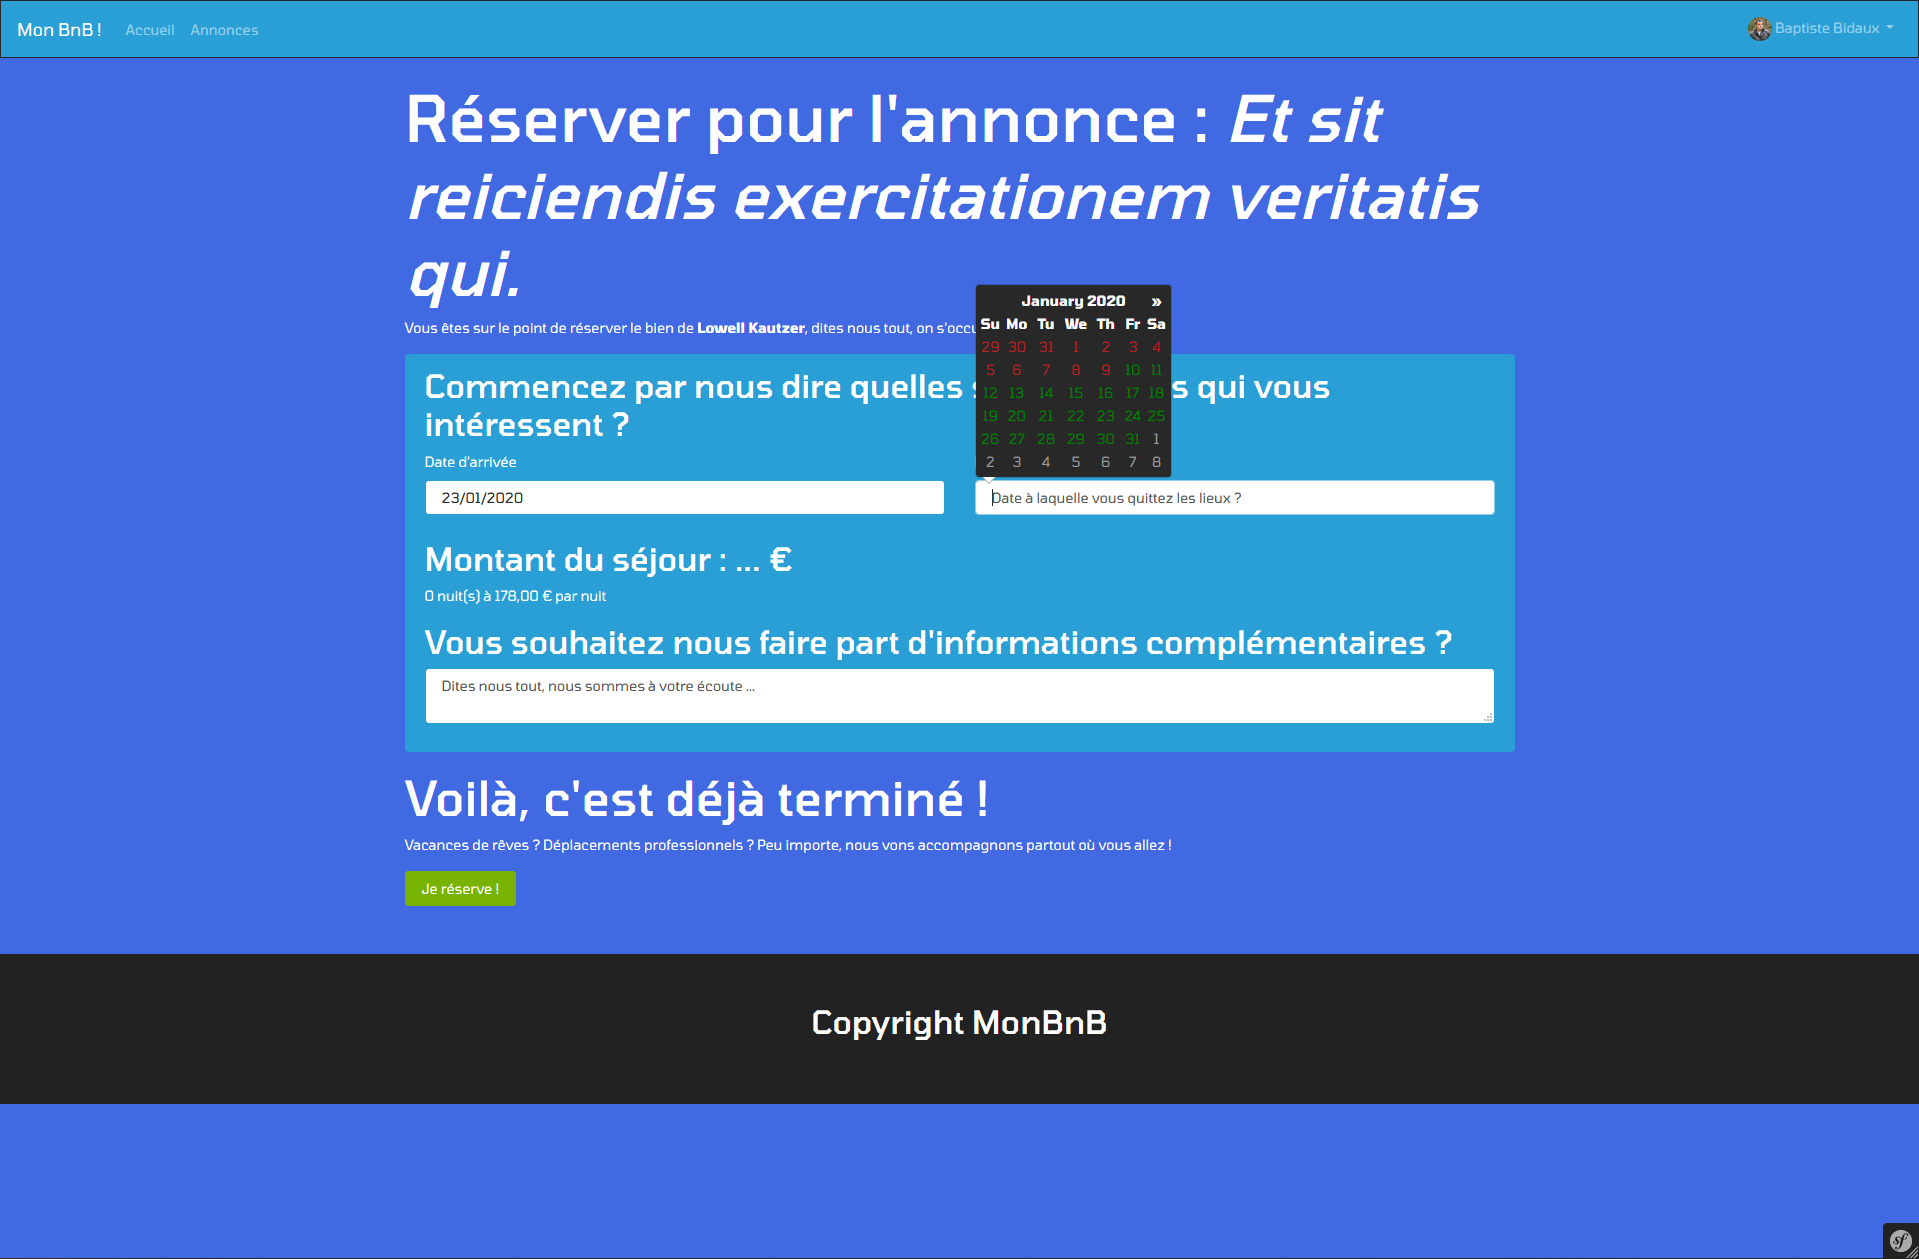 Mon BnB ! Accueil Annonces Baptiste Bidaux
Réserver pour l'annonce : Et sit
reiciendis exercitationem veritatis
qui.
Vous êtes sur le point de réserver le bien de Lowell Kautzer, dites nous tout, on s'occu
January 2020 »
Su Mo Tu We Th Fr Sa
29 30 31 1 2 3 4
5 6 7 8 9 10 11
12 13 14 15 16 17 18
19 20 21 22 23 24 25
26 27 28 29 30 31 1
2 3 4 5 6 7 8
Commencez par nous dire quelles s qui vous
intéressent ?
Date d'arrivée
23/01/2020
Date à laquelle vous quittez les lieux ?
Montant du séjour : ... €
0 nuit(s) à 178,00 € par nuit
Vous souhaitez nous faire part d'informations complémentaires ?
Dites nous tout, nous sommes à votre écoute ...
Voilà, c'est déjà terminé !
Vacances de rêves ? Déplacements professionnels ? Peu importe, nous vons accompagnons partout où vous allez !
Je réserve !
Copyright MonBnB
sf